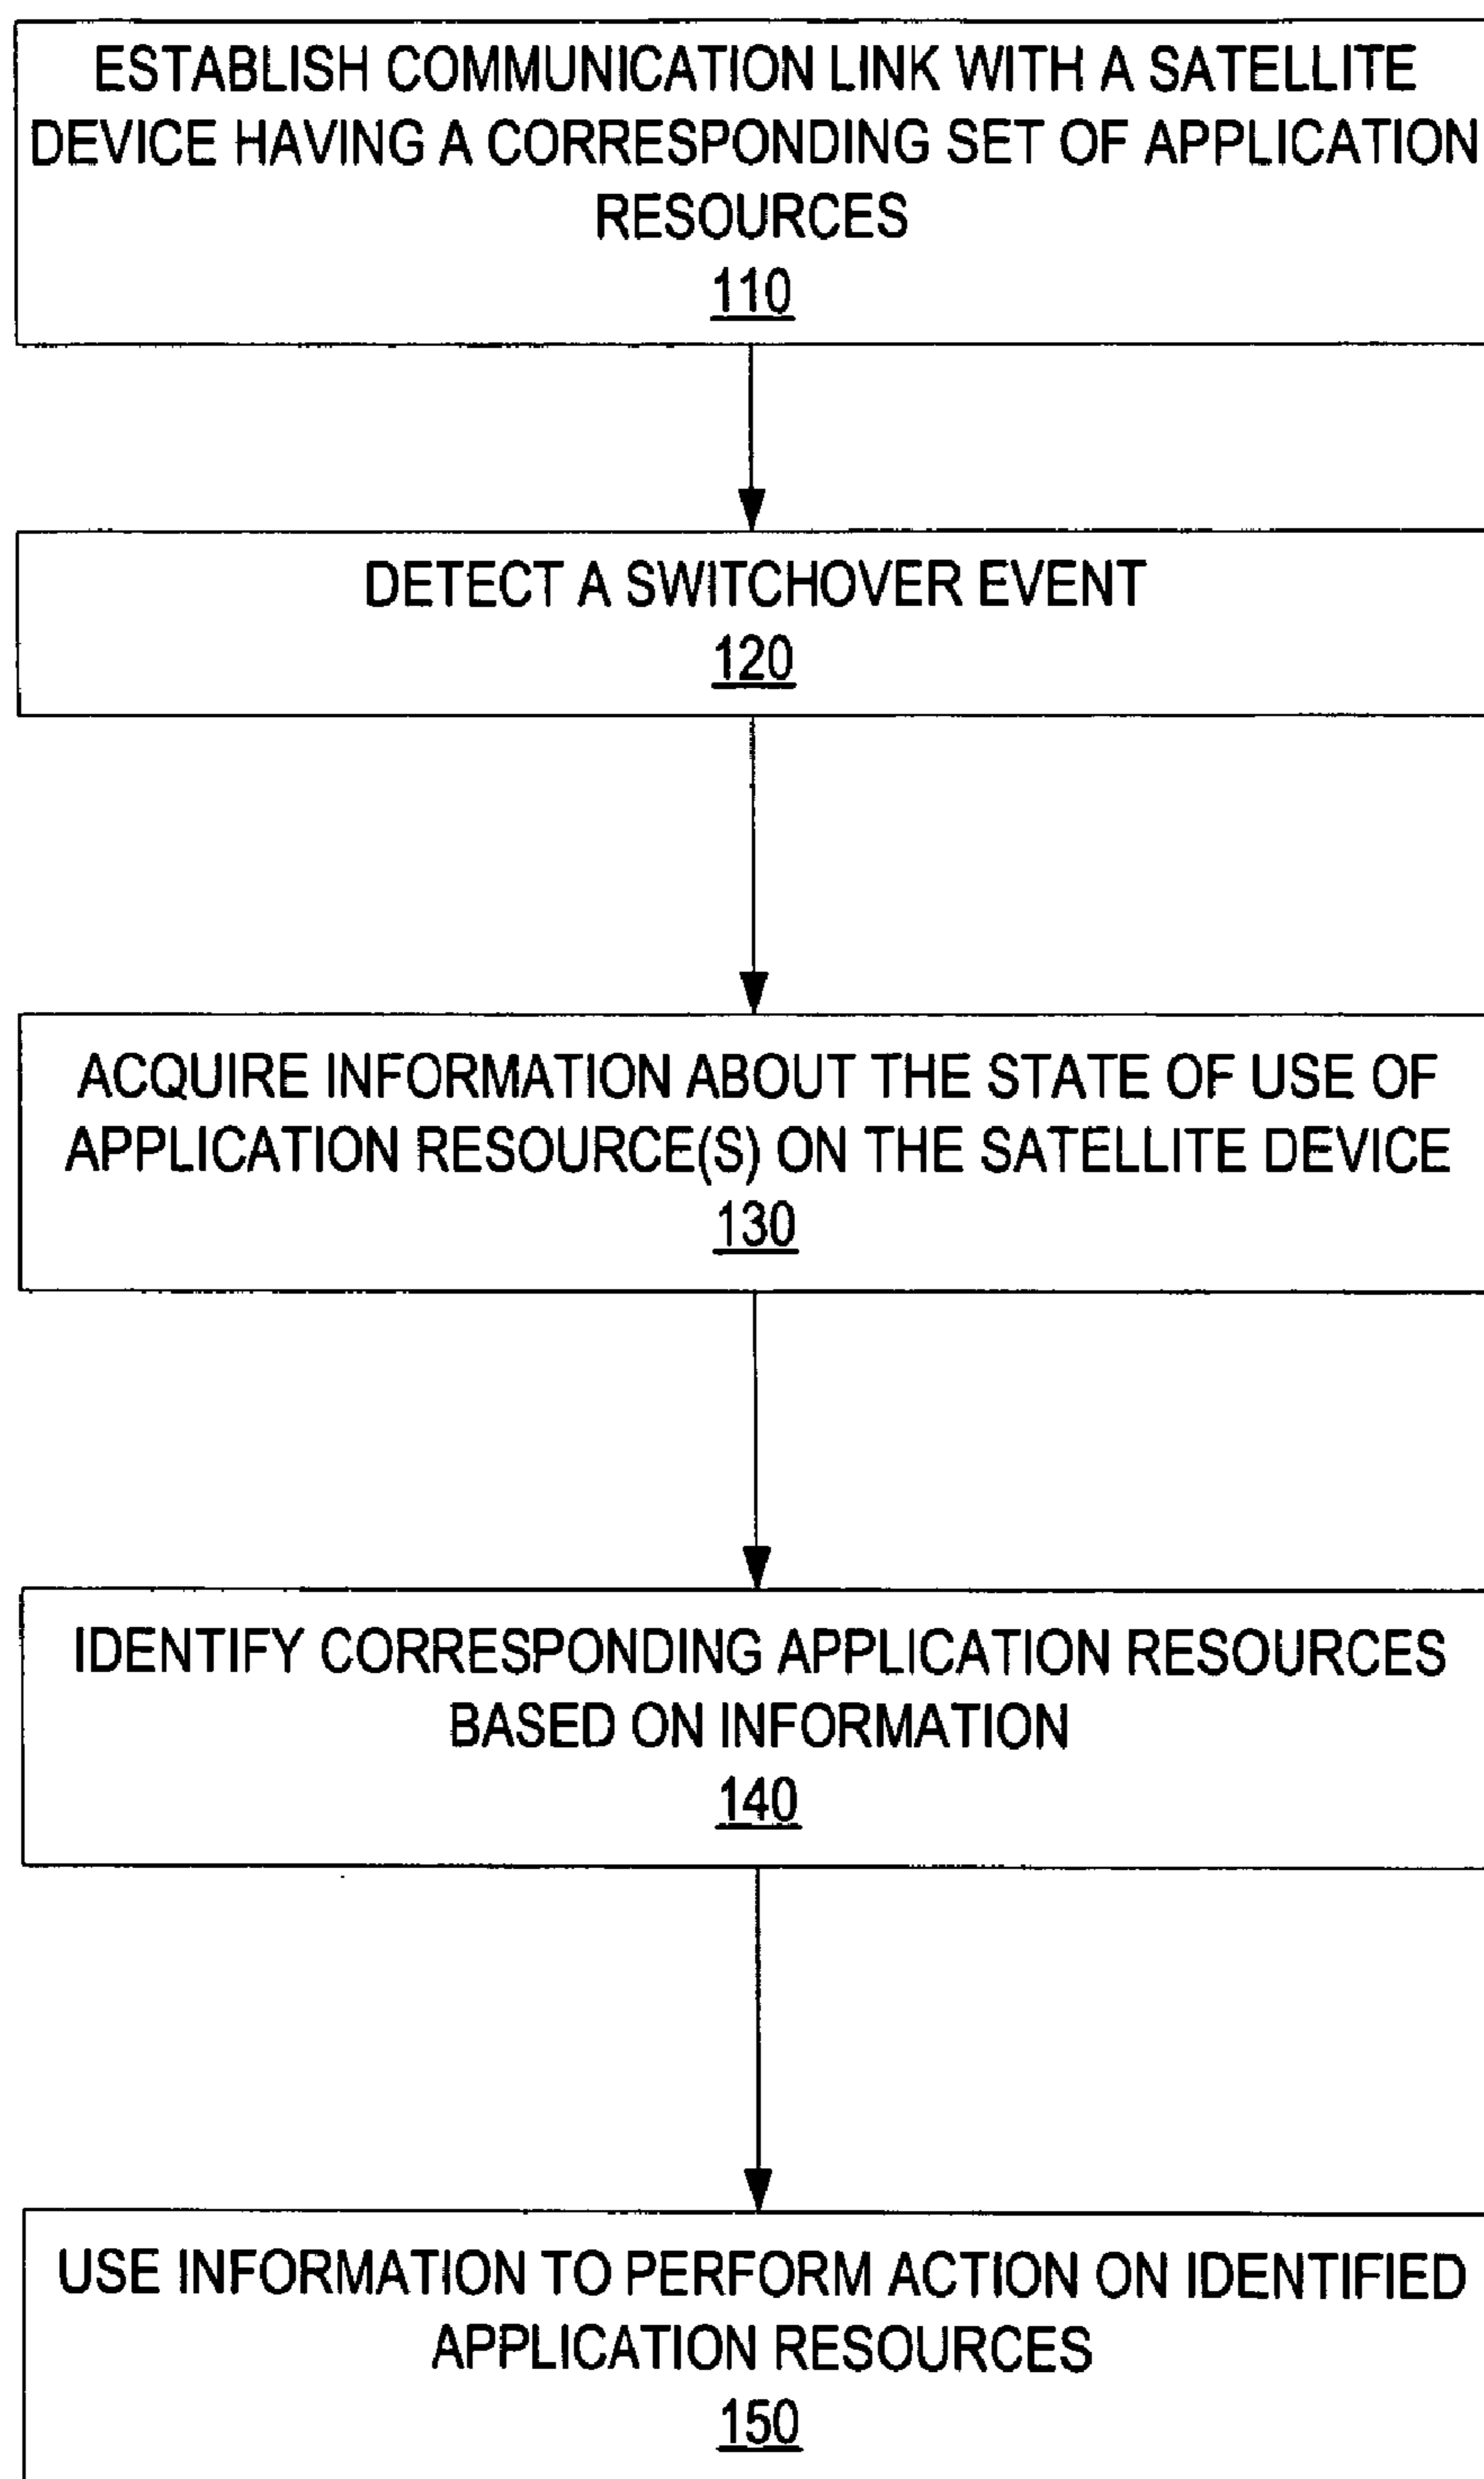 ESTABLISH COMMUNICATION LINK WITH A SATELLITE
DEVICE HAVING A CORRESPONDING SET OF APPLICATION
RESOURCES
110
DETECT A SWITCHOVER EVENT
120
ACQUIRE INFORMATION ABOUT THE STATE OF USE OF
APPLICATION RESOURCE(S) ON THE SATELLITE DEVICE
130
IDENTIFY CORRESPONDING APPLICATION RESOURCES
BASED ON INFORMATION
140
USE INFORMATION TO PERFORM ACTION ON IDENTIFIED
APPLICATION RESOURCES
150